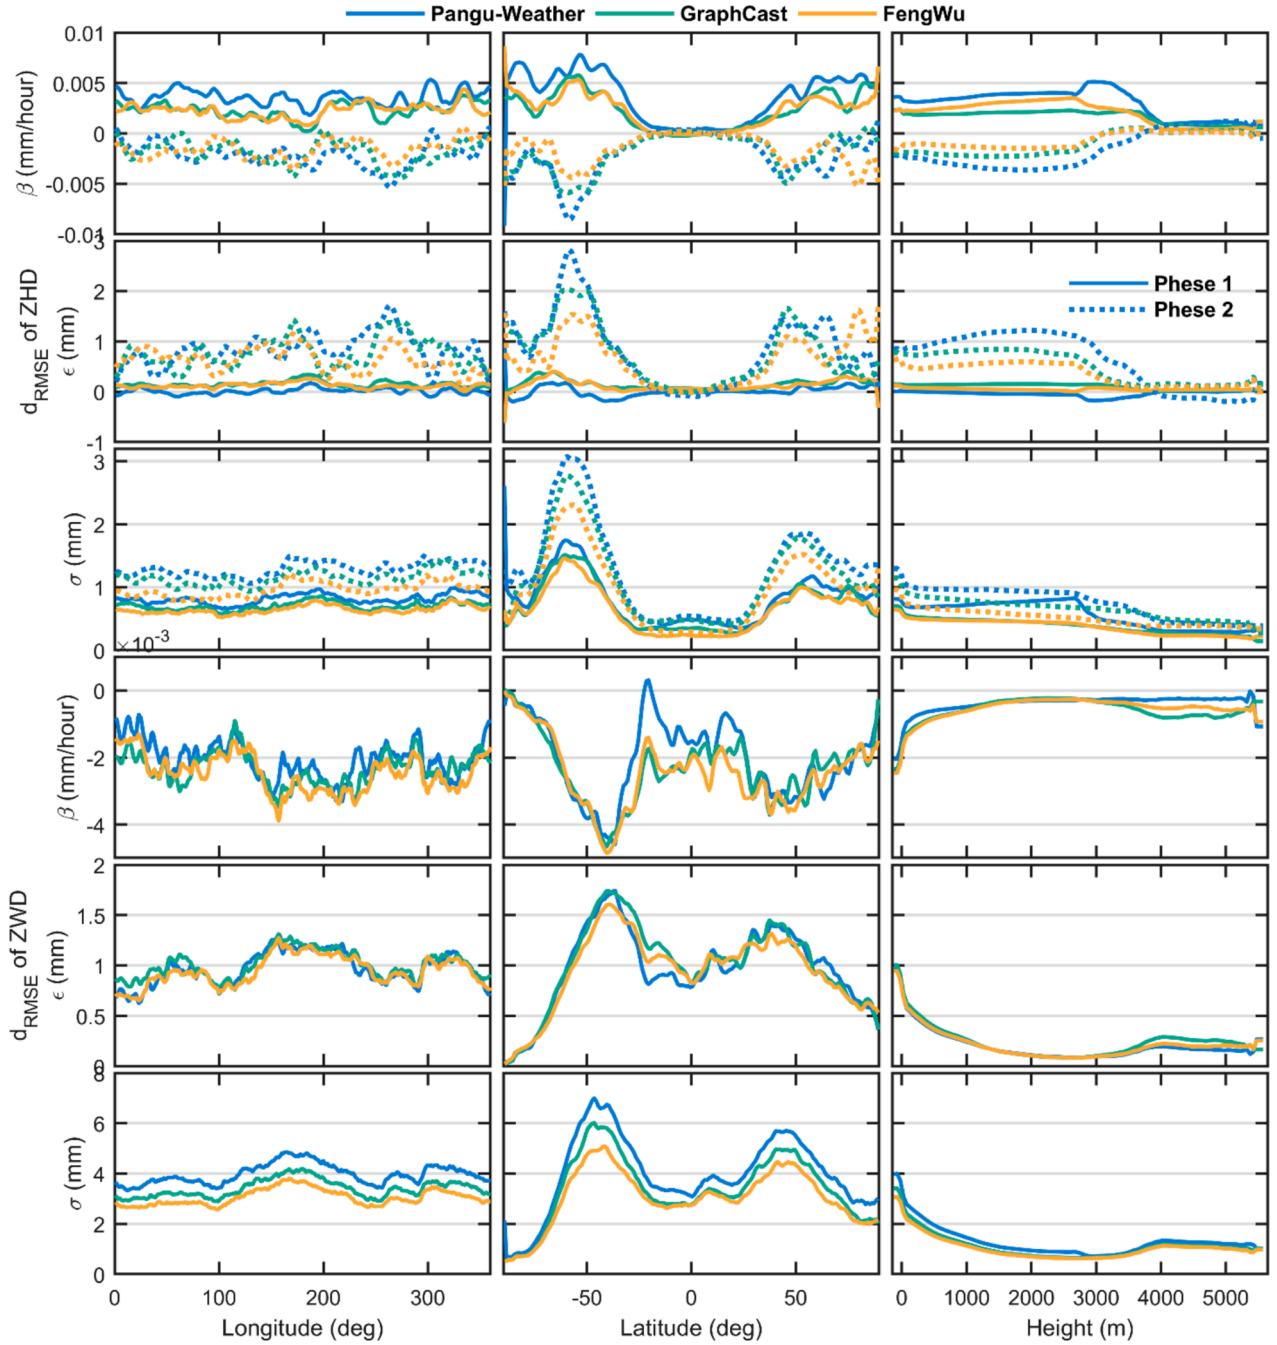 Pangu-Weather GraphCast FengWu
0.01
0.005
0
-0.005
-0.01
β (mm/hour)
3
2
1
0
-1
dRMSE of ZHD
ϵ (mm)
Phese 1
Phese 2
3
2
1
0
σ (mm)
×10-3
0
-2
-4
β (mm/hour)
2
1.5
1
0.5
0
dRMSE of ZWD
ϵ (mm)
8
6
4
2
0
σ (mm)
0 100 200 300 -50 0 50 0 1000 2000 3000 4000 5000
Longitude (deg) Latitude (deg) Height (m)